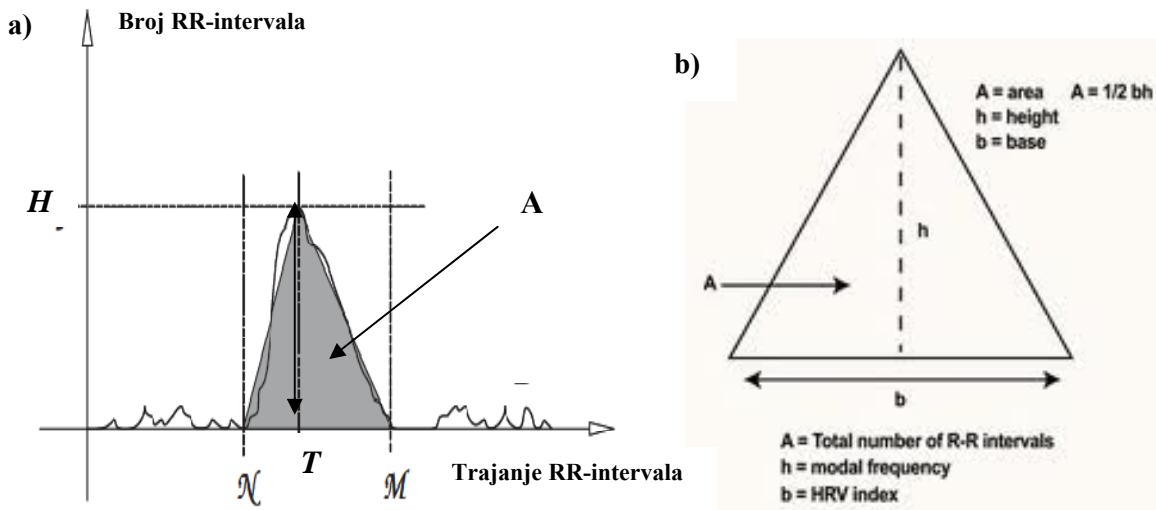 a)
Broj RR-intervala
H
A
N
T
M
Trajanje RR-intervala
b)
A = area A = 1/2 bh
h = height
b = base
h
A
b
A = Total number of R-R intervals
h = modal frequency
b = HRV index